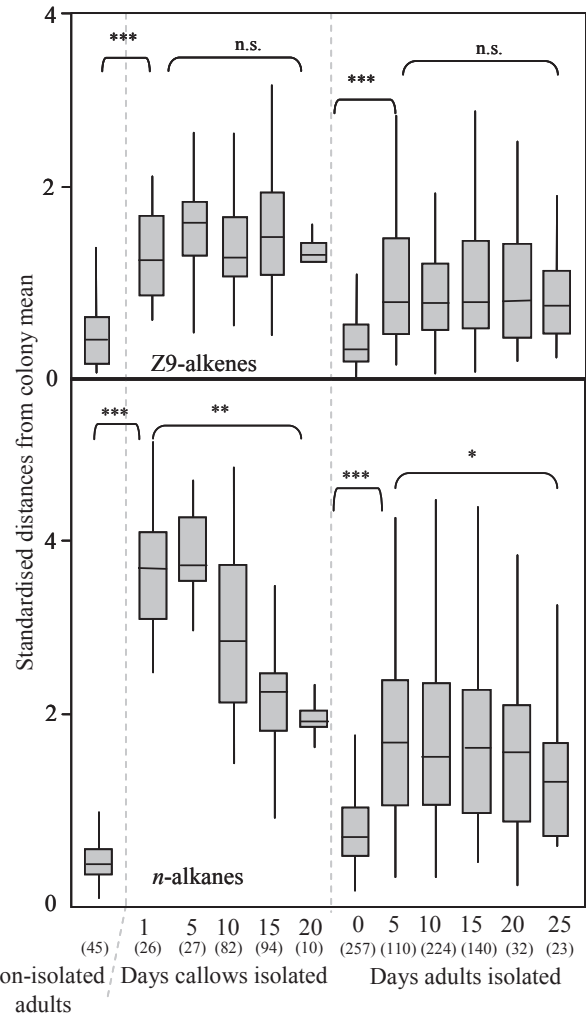 4
***
n.s.
***
n.s.
2
Z9-alkenes
0
Standardised distances from colony mean
***
**
***
*
4
2
n-alkanes
0
1 5 10 15 20 0 5 10 15 20 25
(45) (26) (27) (82) (94) (10) (257) (110) (224) (140) (32) (23)
on-isolated adults
Days callows isolated
Days adults isolated